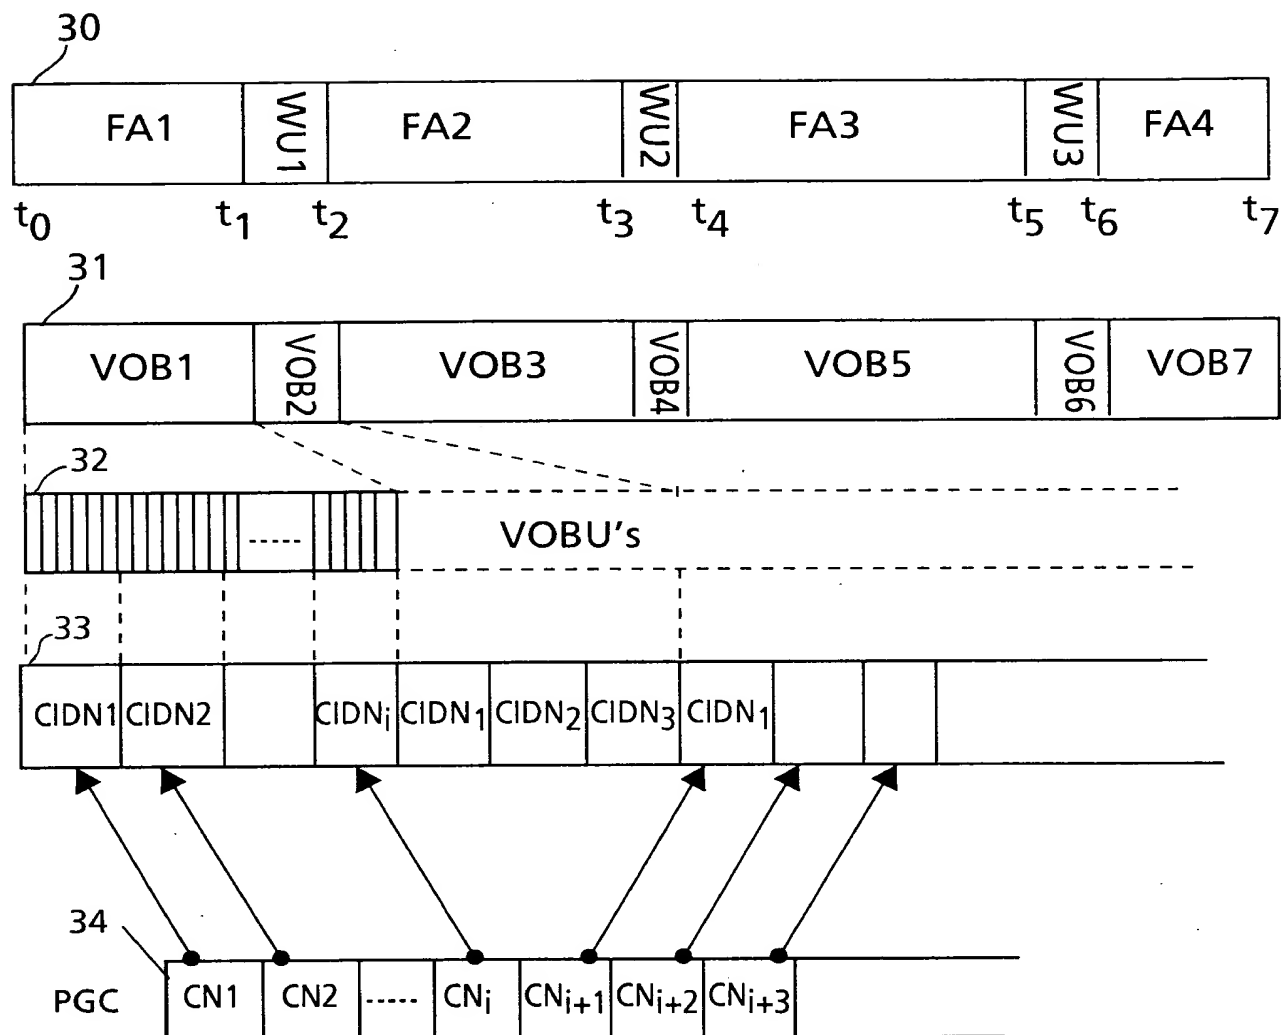 30
FA1 WU1 FA2 WU2 FA3 WU3 FA4
t0 t1 t2 t3 t4 t5 t6 t7
31
VOB1 VOB2 VOB3 VOB4 VOB5 VOB6 VOB7
32
..... VOBU's
33
CIDN1 CIDN2 CIDNi CIDN1 CIDN2 CIDN3 CIDN1
34
PGC CN1 CN2 ..... CNi CNi+1 CNi+2 CNi+3